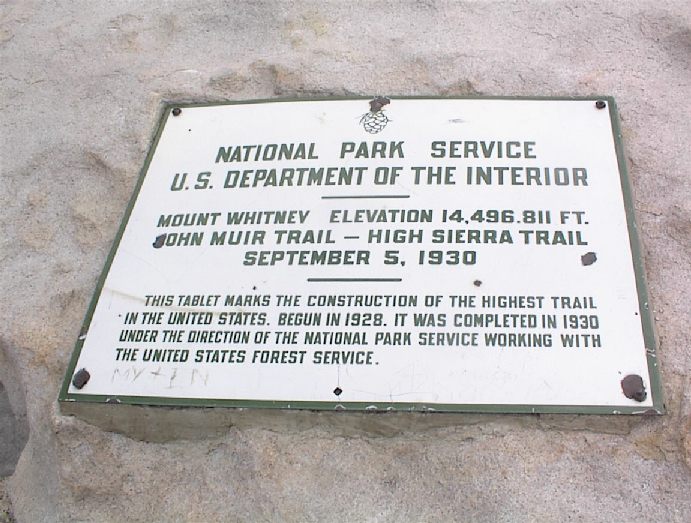 NATIONAL PARK SERVICE
U.S. DEPARTMENT OF THE INTERIOR
MOUNT WHITNEY ELEVATION 14,496.811 FT.
JOHN MUIR TRAIL – HIGH SIERRA TRAIL
SEPTEMBER 5, 1930
THIS TABLET MARKS THE CONSTRUCTION OF THE HIGHEST TRAIL
IN THE UNITED STATES. BEGUN IN 1928. IT WAS COMPLETED IN 1930
UNDER THE DIRECTION OF THE NATIONAL PARK SERVICE WORKING WITH
THE UNITED STATES FOREST SERVICE.